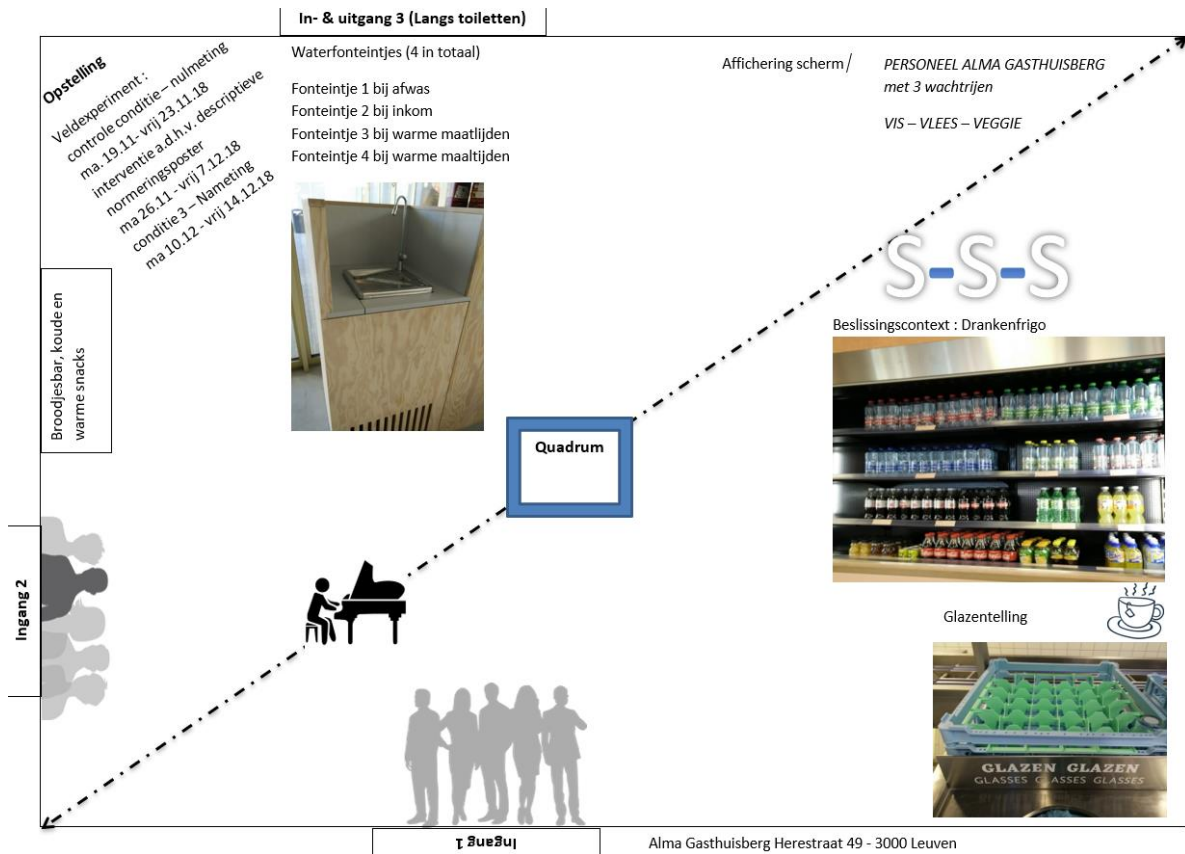 In- & uitgang 3 (Langs toiletten)
Opstelling
Veldexperiment :
controle conditie – nulmeting
ma. 19.11- vrij 23.11.18
interventie a.d.h.v. descriptieve
normeringsposter
ma 26.11 - vrij 7.12.18
conditie 3 – Nameting
ma 10.12 - vrij 14.12.18
Waterfonteintjes (4 in totaal)
Fonteintje 1 bij afwas
Fonteintje 2 bij inkom
Fonteintje 3 bij warme maatlijden
Fonteintje 4 bij warme maaltijden
Affichering scherm/
PERSONEEL ALMA GASTHUISBERG
met 3 wachtrijen
VIS – VLEES – VEGGIE
S-S-S
Broodjesbar, koude en
warme snacks
Beslissingscontext : Drankenfrigo
Quadrum
Ingang 2
Glazentelling
GLAZEN GLAZEN
GLASSES GLASSES GLASSES
Ingang 1
Alma Gasthuisberg Herestraat 49 - 3000 Leuven